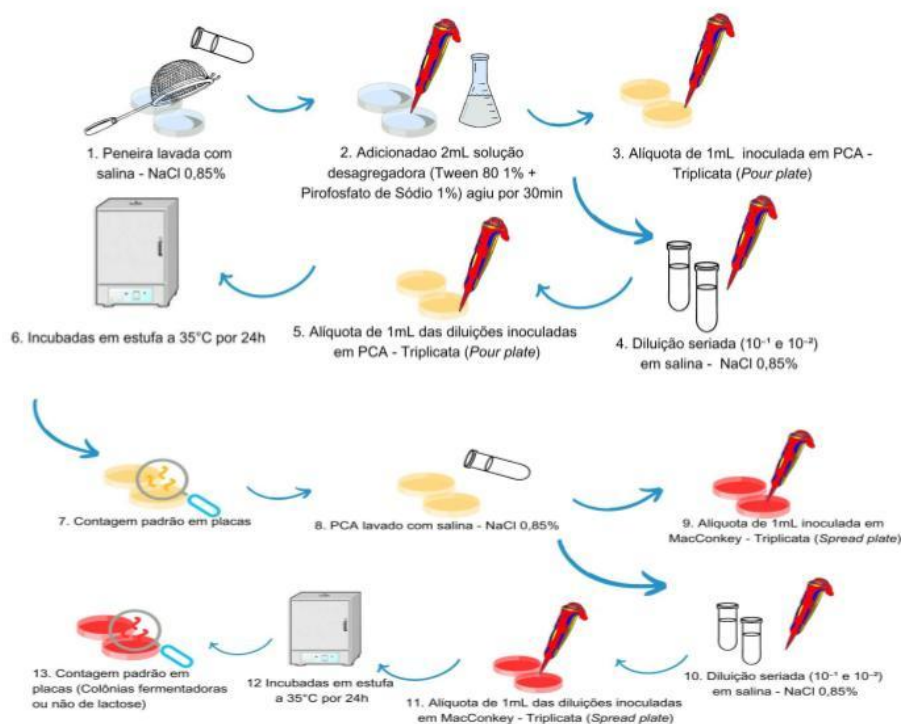 1. Peneira lavada com
salina - NaCl 0,85%
2. Adicionadao 2mL solução
desagregadora (Tween 80 1% +
Pirofosfato de Sódio 1%) agiu por 30min
3. Alíquota de 1mL inoculada em PCA -
Triplicata (Pour plate)
4. Diluição seriada (10⁻¹ e 10⁻²)
em salina - NaCl 0,85%
5. Alíquota de 1mL das diluições inoculadas
em PCA - Triplicata (Pour plate)
6. Incubadas em estufa a 35°C por 24h
7. Contagem padrão em placas
8. PCA lavado com salina - NaCl 0,85%
9. Alíquota de 1mL inoculada em
MacConkey - Triplicata (Spread plate)
10. Diluição seriada (10⁻¹ e 10⁻²)
em salina - NaCl 0,85%
11. Alíquota de 1mL das diluições inoculadas
em MacConkey - Triplicata (Spread plate)
12 Incubadas em estufa
a 35°C por 24h
13. Contagem padrão em
placas (Colônias fermentadoras
ou não de lactose)